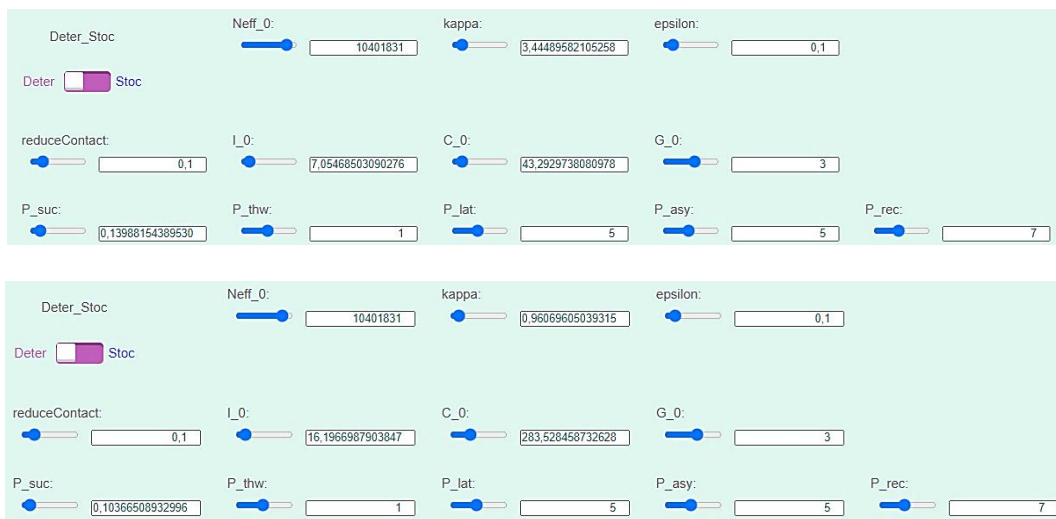 Deter_Stoc Neff_0: kappa: epsilon:
10401831 3,44489582105258 0,1
Deter Stoc
reduceContact: I_0: C_0: G_0:
0,1 7,05468503090276 43,2929738080978 3
P_suc: P_thw: P_lat: P_asy: P_rec:
0,13988154389530 1 5 5 7
Deter_Stoc Neff_0: kappa: epsilon:
10401831 0,96069605039315 0,1
Deter Stoc
reduceContact: I_0: C_0: G_0:
0,1 16,1966987903847 283,528458732628 3
P_suc: P_thw: P_lat: P_asy: P_rec:
0,10366508932996 1 5 5 7